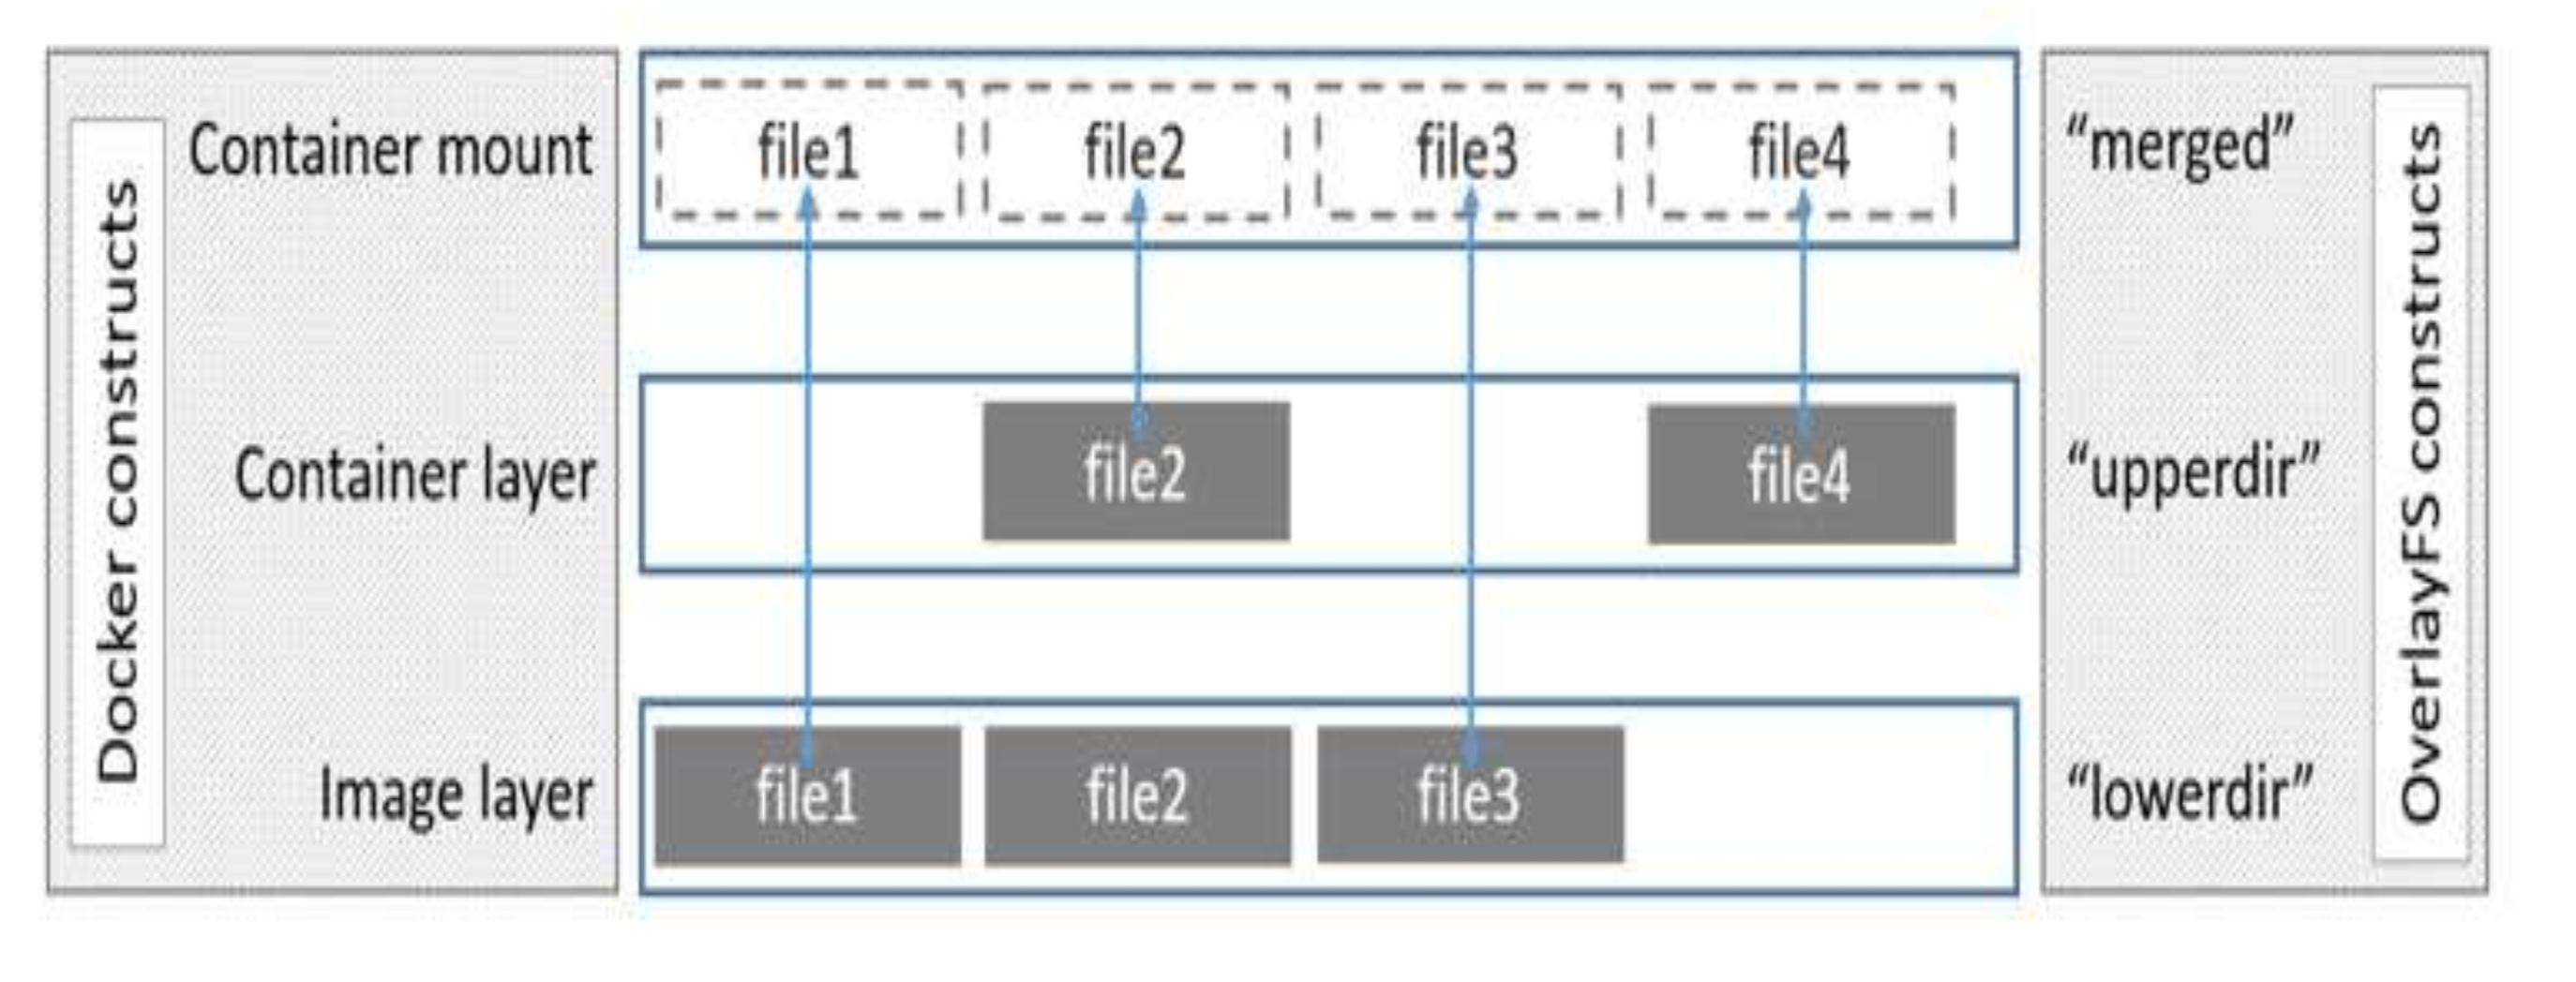 Docker constructs
Container mount
file1
file2
file3
file4
“merged”
Container layer
file2
file4
“upperdir”
Image layer
file1
file2
file3
“lowerdir”
OverlayFS constructs